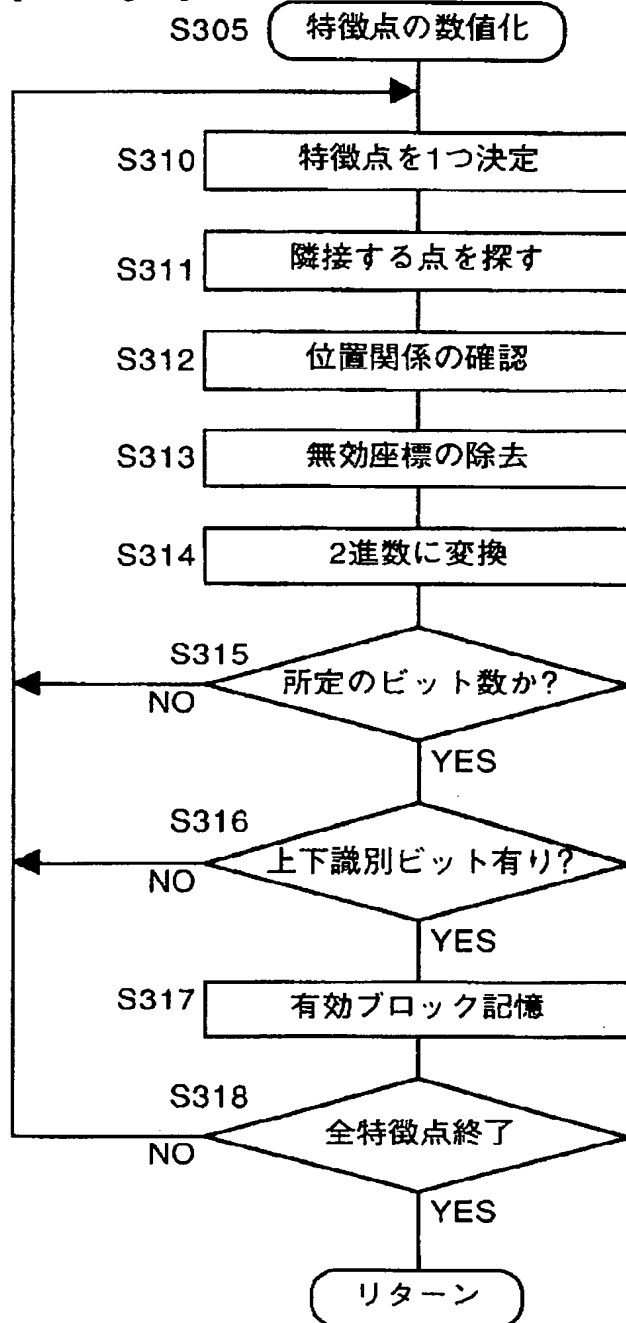 S305 特徴点の数値化
S310 特徴点を1つ決定
S311 隣接する点を探す
S312 位置関係の確認
S313 無効座標の除去
S314 2進数に変換
S315 所定のビット数か?
NO
YES
S316 上下識別ビット有り?
NO
YES
S317 有効ブロック記憶
S318 全特徴点終了
NO
YES
リターン